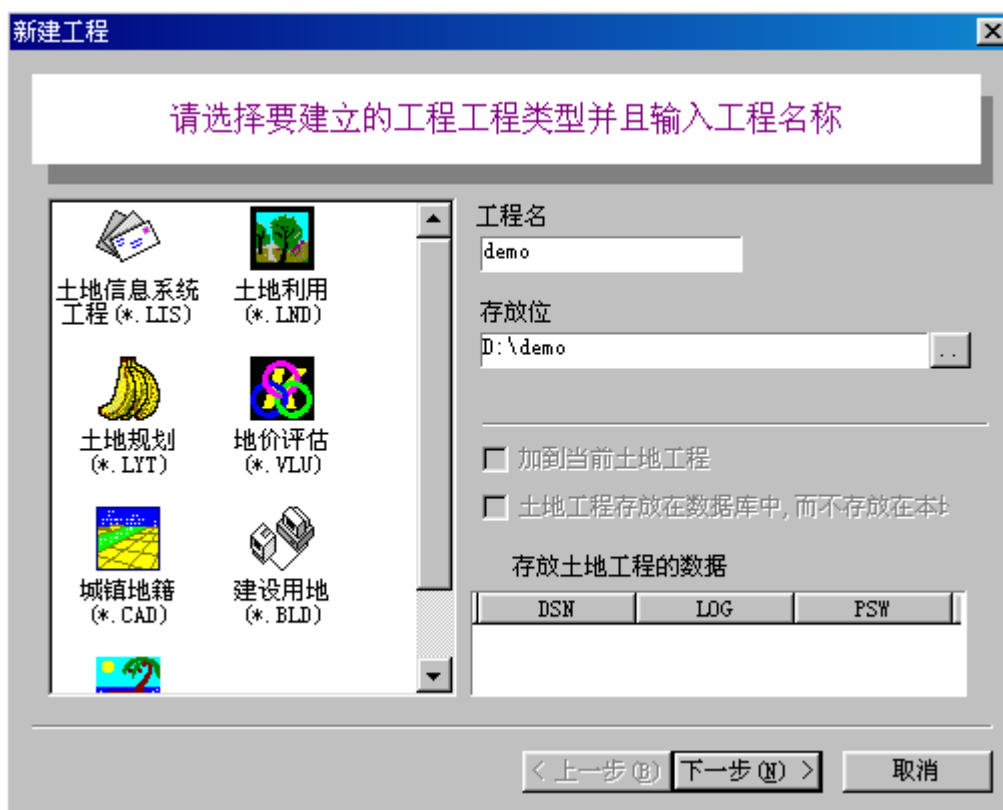 新建工程
请选择要建立的工程工程类型并且输入工程名称
土地信息系统
工程(*.LIS)
土地利用
(*.LND)
土地规划
(*.LYT)
地价评估
(*.VLU)
城镇地籍
(*.CAD)
建设用地
(*.BLD)
工程名
demo
存放位
D:\demo
..
加到当前土地工程
土地工程存放在数据库中,而不存放在本
存放土地工程的数据
DSN LOG PSW
< 上一步(B) 下一步(N) > 取消